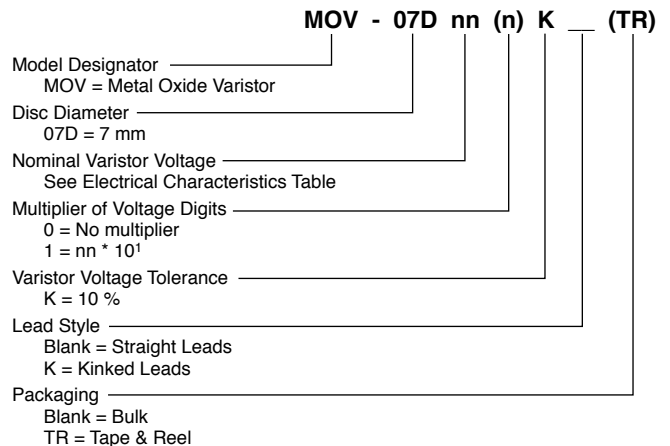 MOV - 07D nn (n) K __ (TR)
Model Designator
MOV = Metal Oxide Varistor
Disc Diameter
07D = 7 mm
Nominal Varistor Voltage
See Electrical Characteristics Table
Multiplier of Voltage Digits
0 = No multiplier
1 = nn * 10¹
Varistor Voltage Tolerance
K = 10 %
Lead Style
Blank = Straight Leads
K = Kinked Leads
Packaging
Blank = Bulk
TR = Tape & Reel